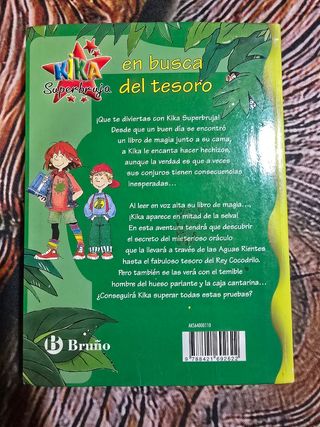 KIKA
Superbruja
en busca
del tesoro
¡Que te diviertas con Kika Superbruja!
Desde que un buen día se encontró
un libro de magia junto a su cama,
a Kika le encanta hacer hechizos,
aunque la verdad es que a veces
sus conjuros tienen consecuencias
inesperadas...
Al leer en voz alta su libro de magia...,
¡Kika aparece en mitad de la selva!
En esta aventura tendrá que descubrir
el secreto del misterioso oráculo
que la llevará a través de las Aguas Rientes
hasta el fabuloso tesoro del Rey Cocodrilo.
Pero también se las verá con el temible
hombre del hueso parlante y la caja cantarina...
¿Conseguirá Kika superar todas estas pruebas?
AK564000110
B Bruño
9 788421 692622